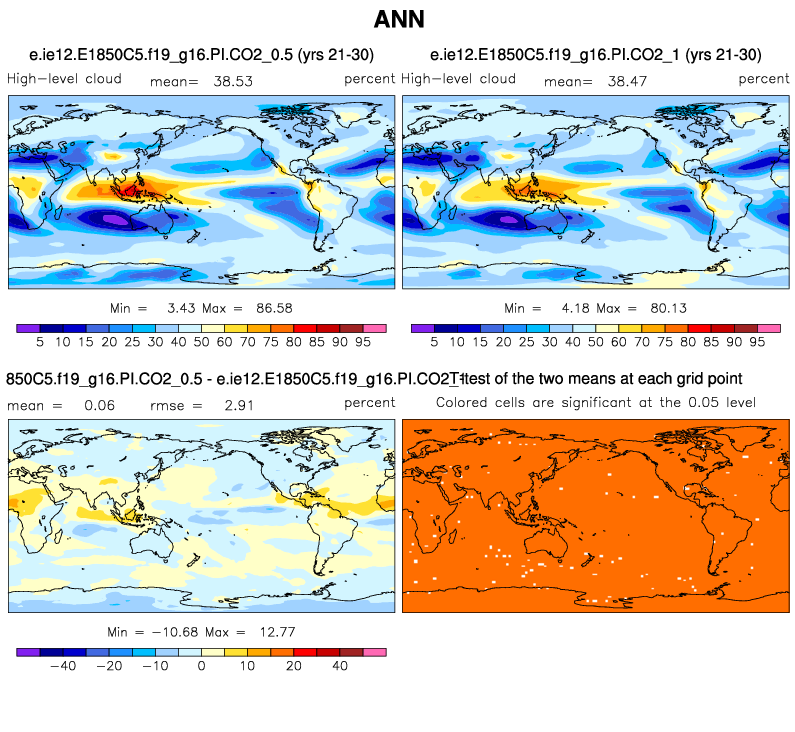 ANN
e.ie12.E1850C5.f19_g16.PI.CO2_0.5 (yrs 21-30)
High-level cloud mean= 38.53 percent
Min = 3.43 Max = 86.58
5 10 15 20 25 30 40 50 60 70 75 80 85 90 95
e.ie12.E1850C5.f19_g16.PI.CO2_1 (yrs 21-30)
High-level cloud mean= 38.47 percent
Min = 4.18 Max = 80.13
5 10 15 20 25 30 40 50 60 70 75 80 85 90 95
850C5.f19_g16.PI.CO2_0.5 - e.ie12.E1850C5.f19_g16.PI.CO2_
mean = 0.06 rmse = 2.91 percent
Min = −10.68 Max = 12.77
−40 −20 −10 0 10 20 40
T-test of the two means at each grid point
Colored cells are significant at the 0.05 level